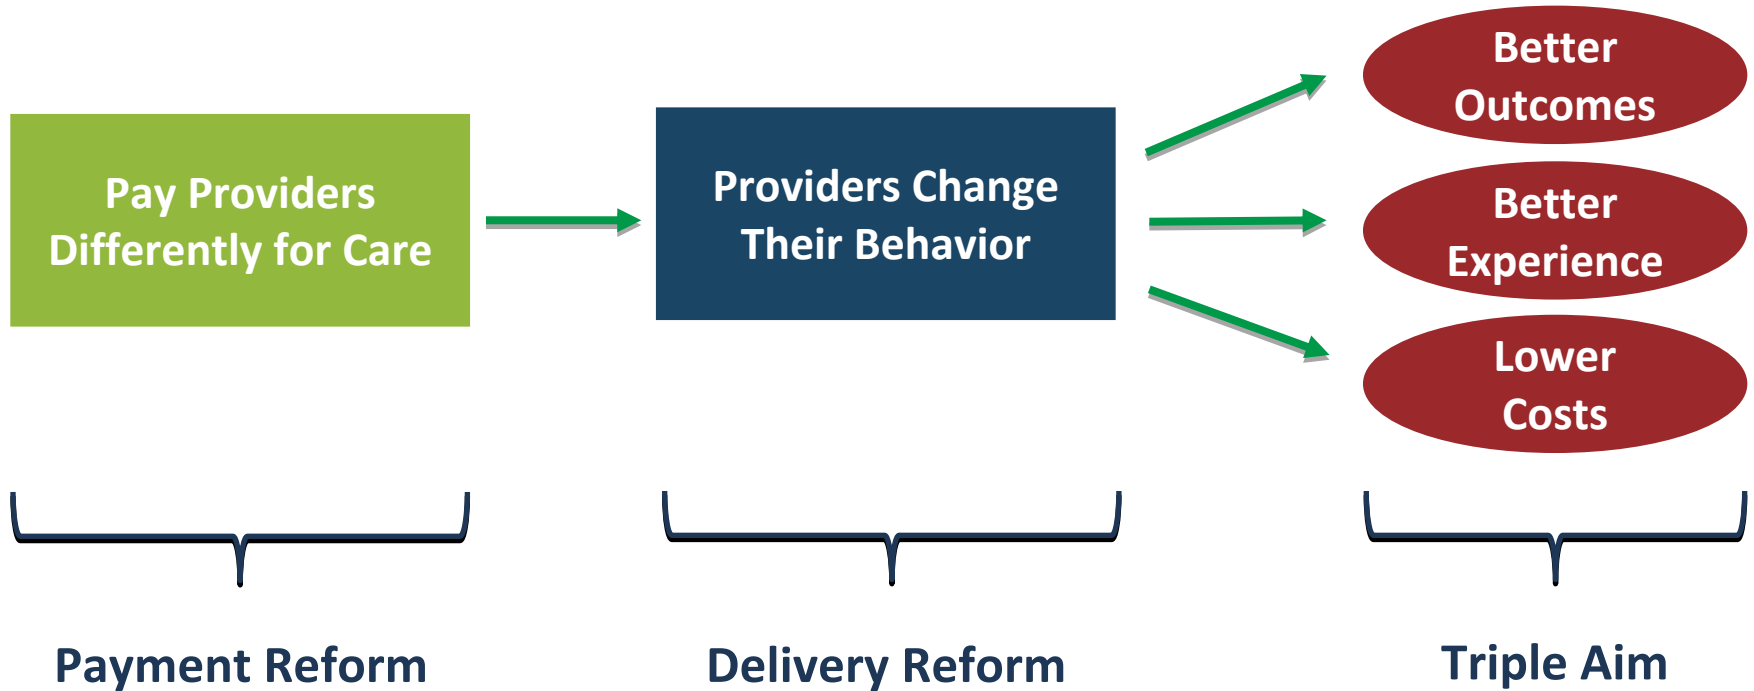 Pay Providers
Differently for Care
Providers Change
Their Behavior
Better
Outcomes
Better
Experience
Lower
Costs
Payment Reform
Delivery Reform
Triple Aim